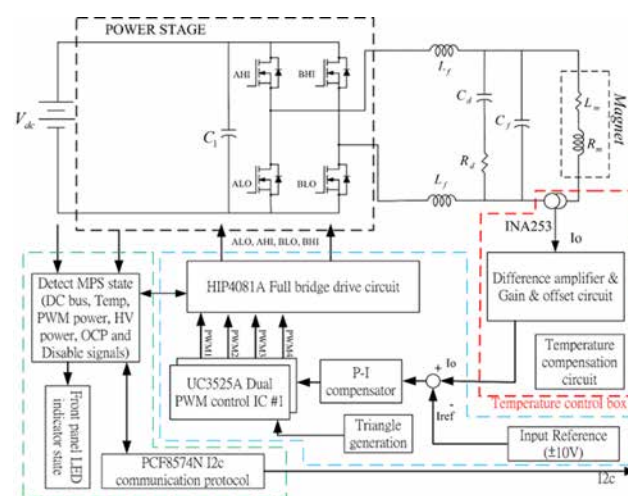 POWER STAGE
AHI
BHI
V_dc
C_1
ALO
BLO
L_f
C_d
C_f
R_d
L_f
L_m
R_m
Magnet
INA253
Io
ALO, AHI, BLO, BHI
Detect MPS state
(DC bus, Temp,
PWM power, HV
power, OCP and
Disable signals)
HIP4081A Full bridge drive circuit
Difference amplifier &
Gain & offset circuit
PWM1
PWM2
PWM3
PWM4
Temperature
compensation
circuit
UC3525A Dual
PWM control IC #1
P-I
compensator
+
Io
-
Iref
Temperature control box
Front panel LED
indicator state
Triangle
generation
Input Reference
(±10V)
PCF8574N I2c
communication protocol
I2c